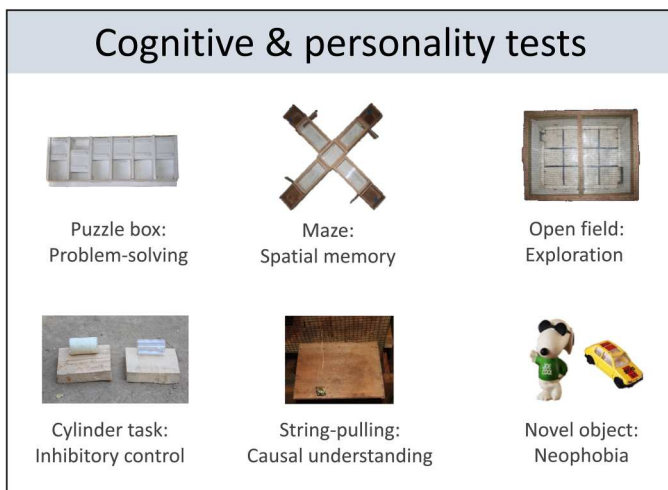 Cognitive & personality tests
Puzzle box:
Problem-solving
Maze:
Spatial memory
Open field:
Exploration
Cylinder task:
Inhibitory control
String-pulling:
Causal understanding
Novel object:
Neophobia